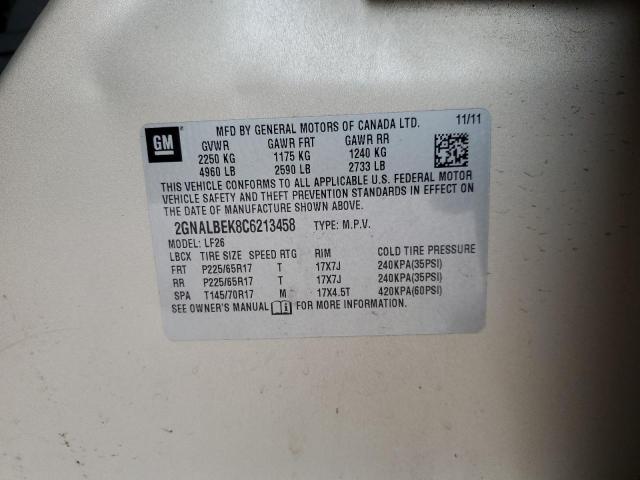 GM
MFD BY GENERAL MOTORS OF CANADA LTD. 11/11
GVWR GAWR FRT GAWR RR
2250 KG 1175 KG 1240 KG
4960 LB 2590 LB 2733 LB
THIS VEHICLE CONFORMS TO ALL APPLICABLE U.S. FEDERAL MOTOR
VEHICLE SAFETY AND THEFT PREVENTION STANDARDS IN EFFECT ON
THE DATE OF MANUFACTURE SHOWN ABOVE.
2GNALBEK8C6213458 TYPE: M.P.V.
MODEL: LF26
LBCX TIRE SIZE SPEED RTG RIM COLD TIRE PRESSURE
FRT P225/65R17 T 17X7J 240KPA(35PSI)
RR P225/65R17 T 17X7J 240KPA(35PSI)
SPA T145/70R17 M 17X4.5T 420KPA(60PSI)
SEE OWNER'S MANUAL FOR MORE INFORMATION.